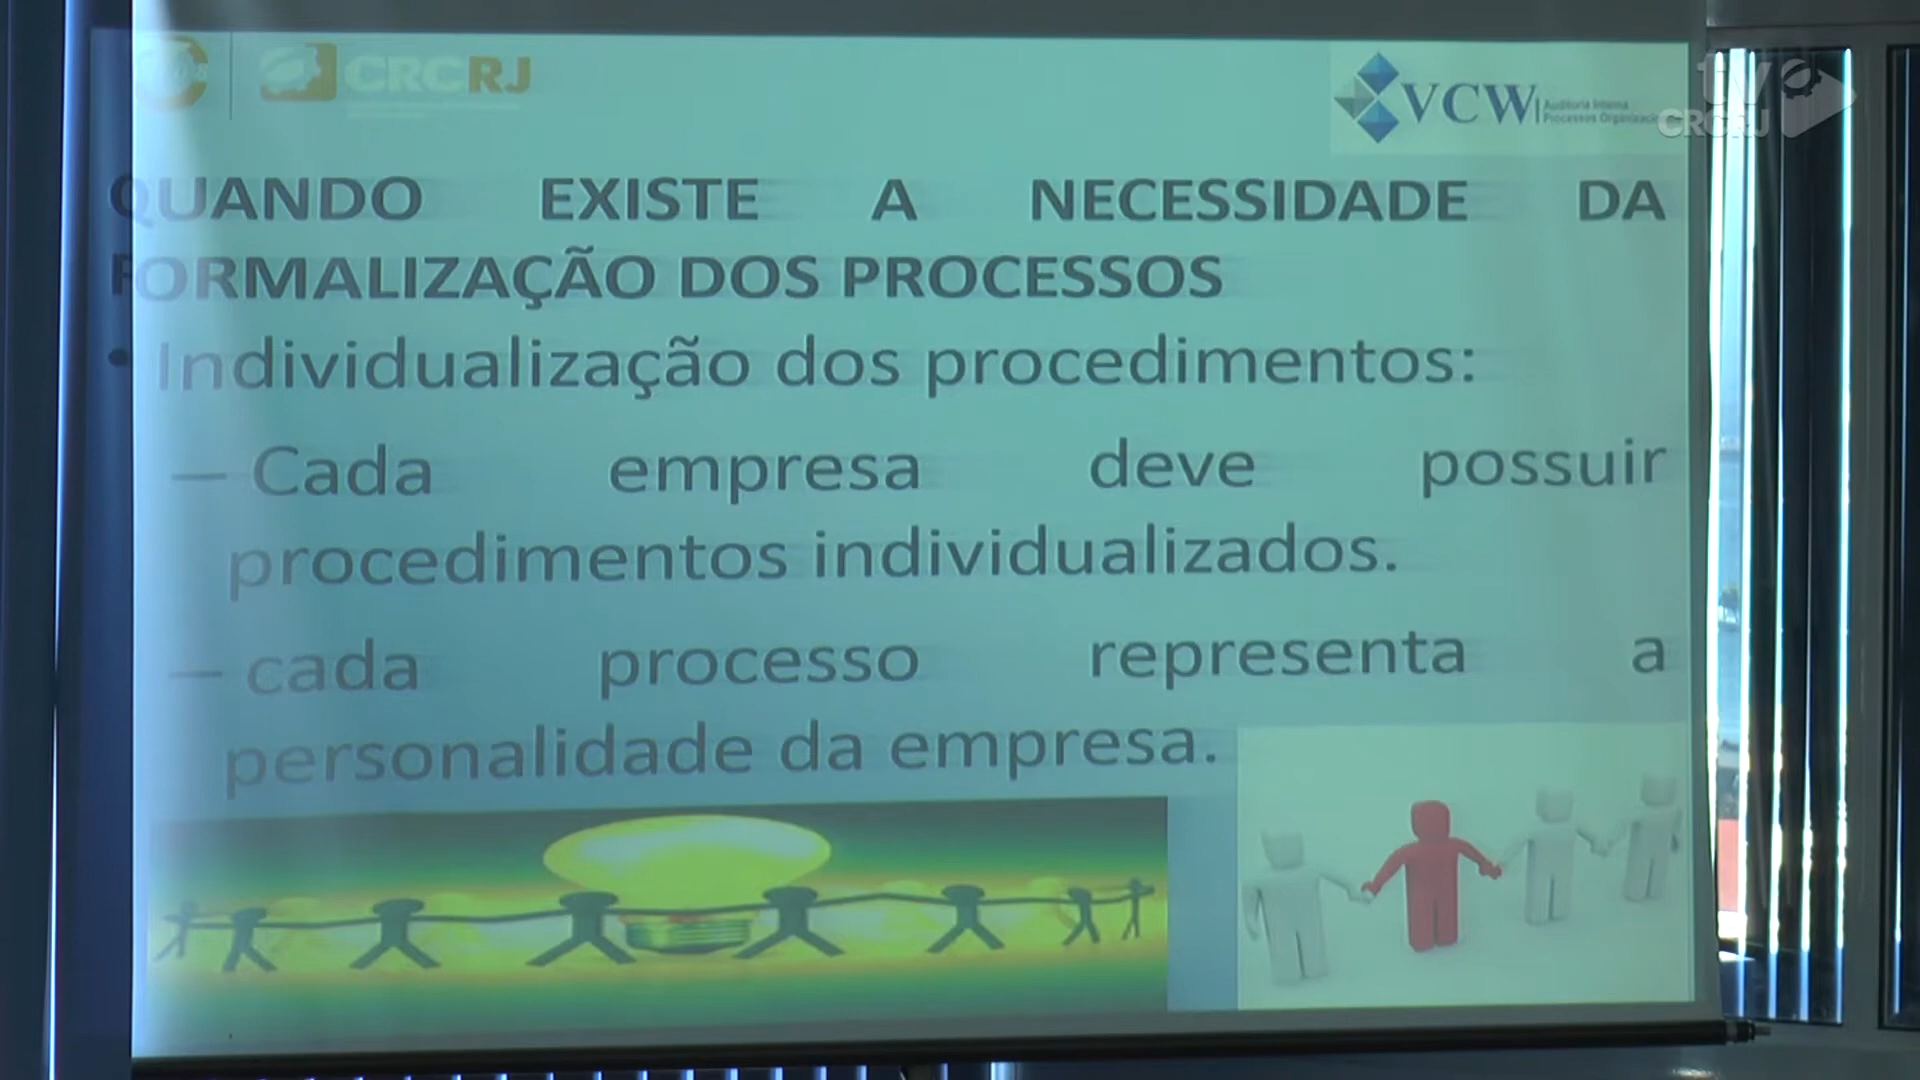 CRCRJ
VCW
Auditoria Interna
tv
CRCRJ
QUANDO EXISTE A NECESSIDADE DA
FORMALIZAÇÃO DOS PROCESSOS
• Individualização dos procedimentos:
– Cada empresa deve possuir
procedimentos individualizados.
– cada processo representa a
personalidade da empresa.